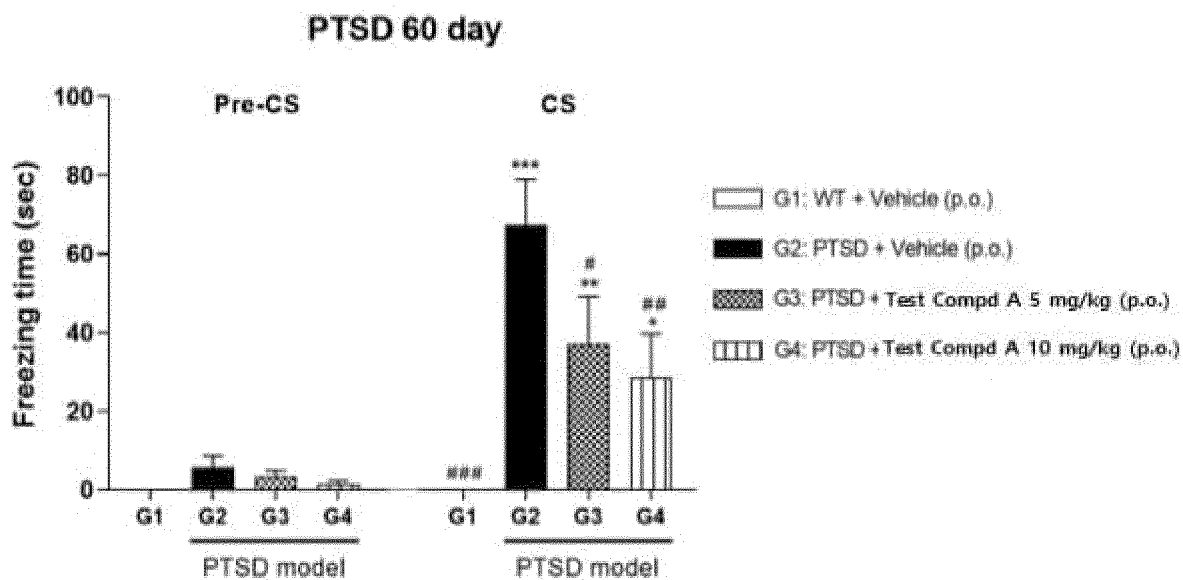 PTSD 60 day
Pre-CS
CS
Freezing time (sec)
100
80
60
40
20
0
***
#
**
##
*
###
G1
G2
G3
G4
G1
G2
G3
G4
PTSD model
PTSD model
G1: WT + Vehicle (p.o.)
G2: PTSD + Vehicle (p.o.)
G3: PTSD + Test Compd A 5 mg/kg (p.o.)
G4: PTSD + Test Compd A 10 mg/kg (p.o.)